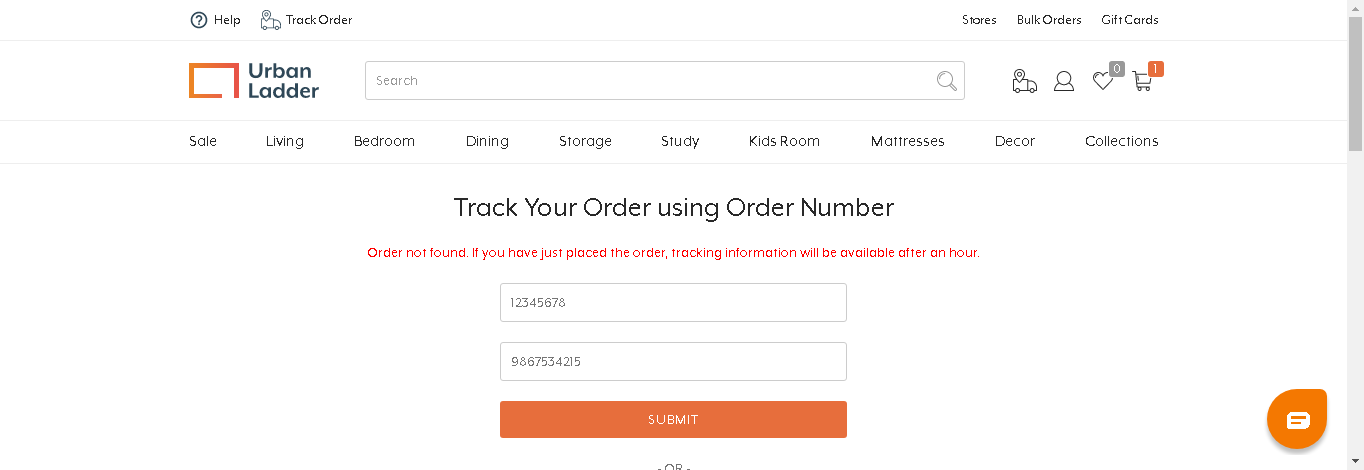 Help Track Order Stores Bulk Orders Gift Cards
Urban
Ladder
Search
0
1
Sale Living Bedroom Dining Storage Study Kids Room Mattresses Decor Collections
Track Your Order using Order Number
Order not found. If you have just placed the order, tracking information will be available after an hour.
12345678
9867534215
SUBMIT
- OR -